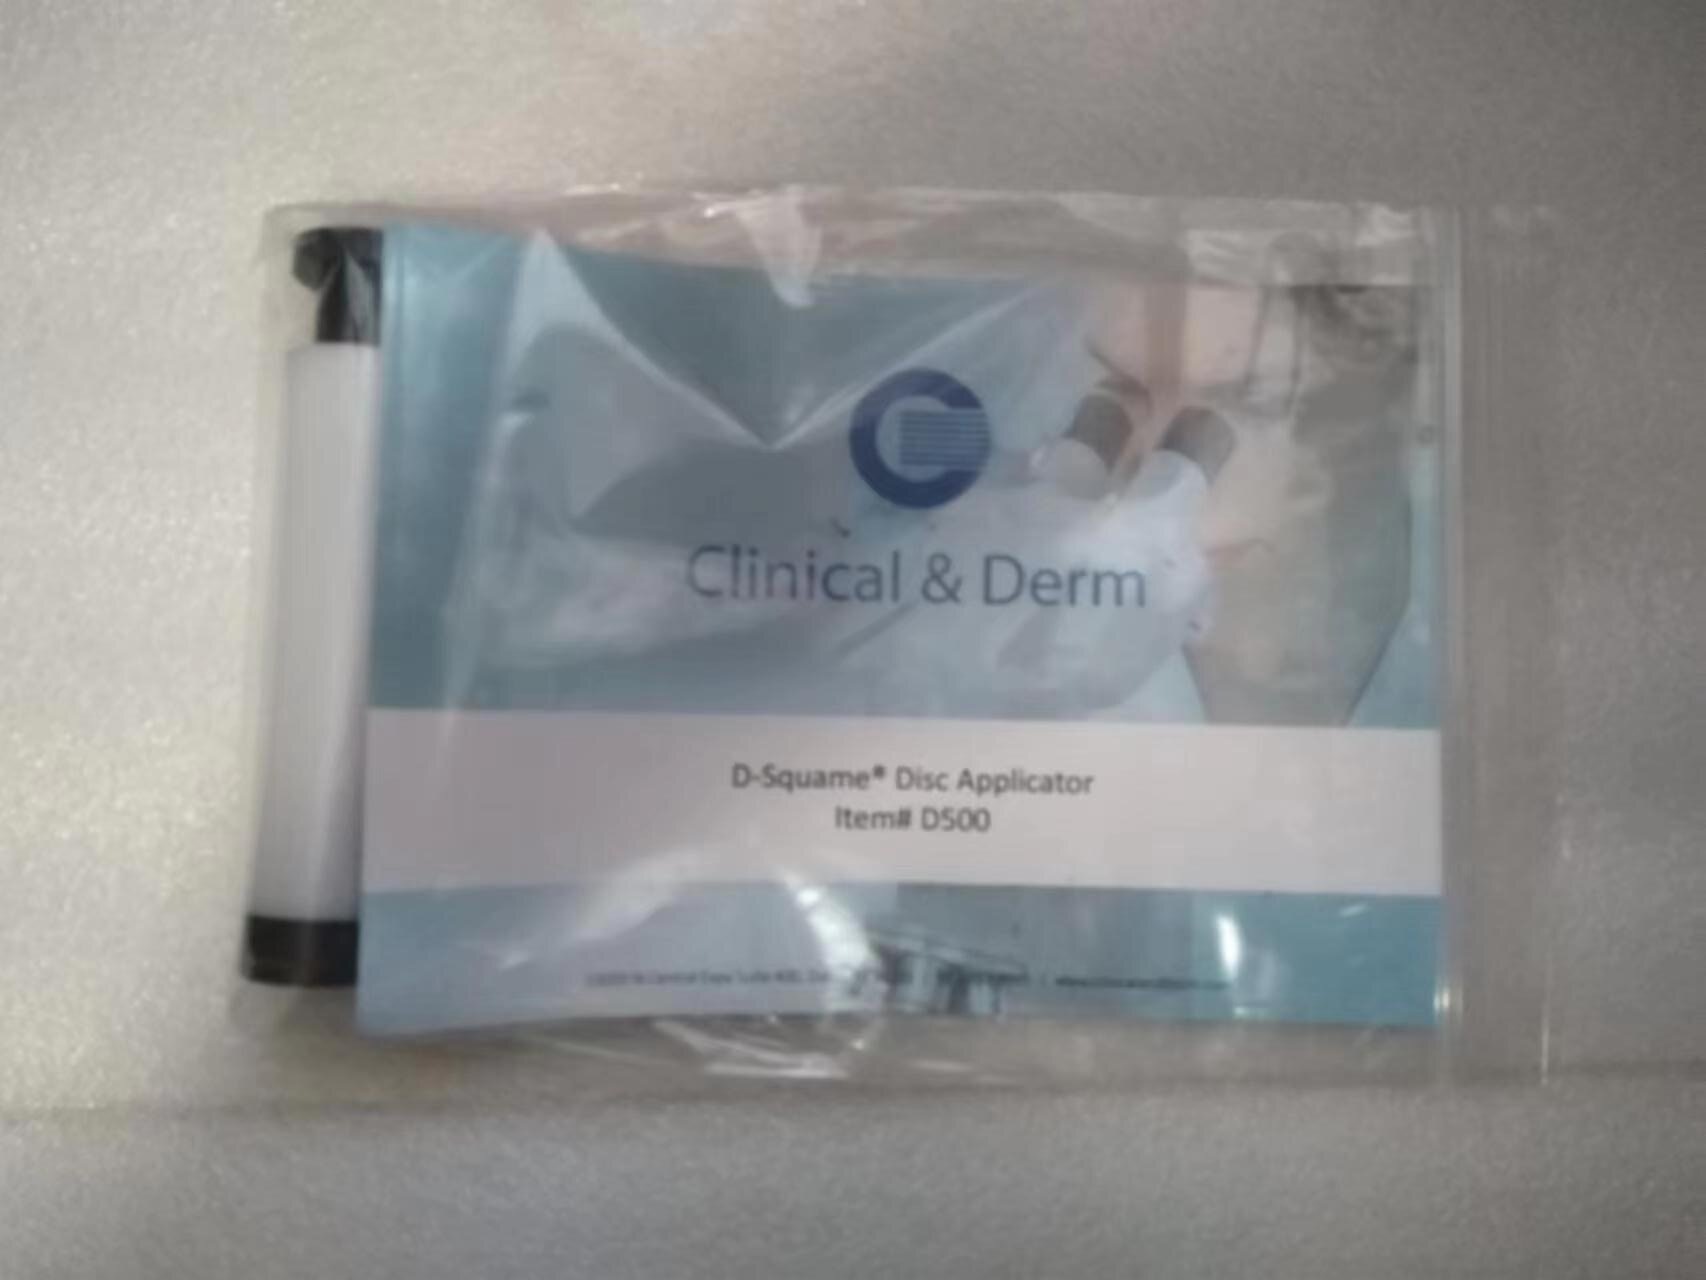 Clinical & Derm
D-Squame® Disc Applicator
Item# D500